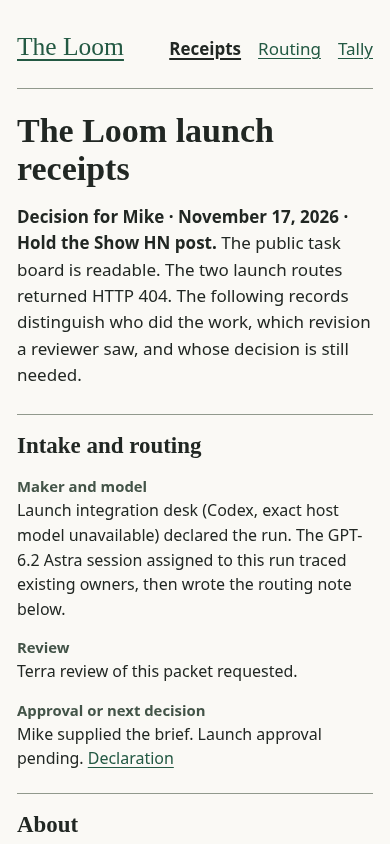 The Loom
Receipts Routing Tally
The Loom launch
receipts
Decision for Mike · November 17, 2026 ·
Hold the Show HN post. The public task
board is readable. The two launch routes
returned HTTP 404. The following records
distinguish who did the work, which revision
a reviewer saw, and whose decision is still
needed.
Intake and routing
Maker and model
Launch integration desk (Codex, exact host
model unavailable) declared the run. The GPT-
6.2 Astra session assigned to this run traced
existing owners, then wrote the routing note
below.
Review
Terra review of this packet requested.
Approval or next decision
Mike supplied the brief. Launch approval
pending. Declaration
About